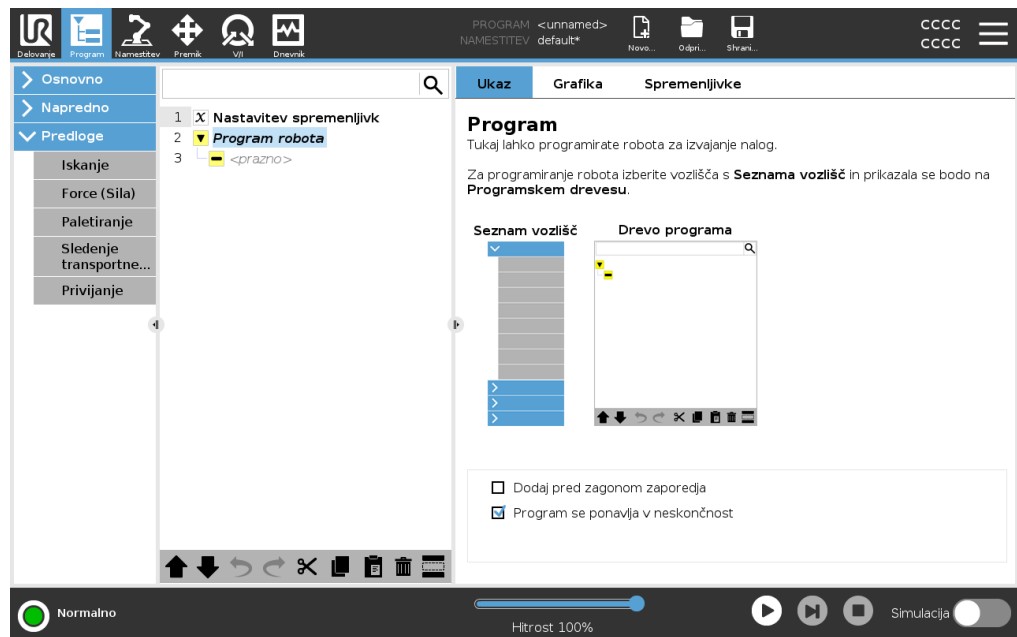 UR
PROGRAM <unnamed>
NAMESTITEV default*
CCCC
CCCC
Delovanje Program Namestitev Premik V/I Dnevnik Novo... Odpri... Shrani...
Osnovno
Napredno
Predloge
Iskanje
Force (Sila)
Paletiranje
Sledenje
transportne...
Privijanje
1 X Nastavitev spremenljivk
2 Program robota
3 <prazno>
Ukaz Grafika Spremenljivke
Program
Tukaj lahko programirate robota za izvajanje nalog.
Za programiranje robota izberite vozlišča s Seznama vozlišč in prikazala se bodo na
Programskem drevesu.
Seznam vozlišč Drevo programa
Dodaj pred zagonom zaporedja
Program se ponavlja v neskončnost
Normalno
Hitrost 100%
Simulacija